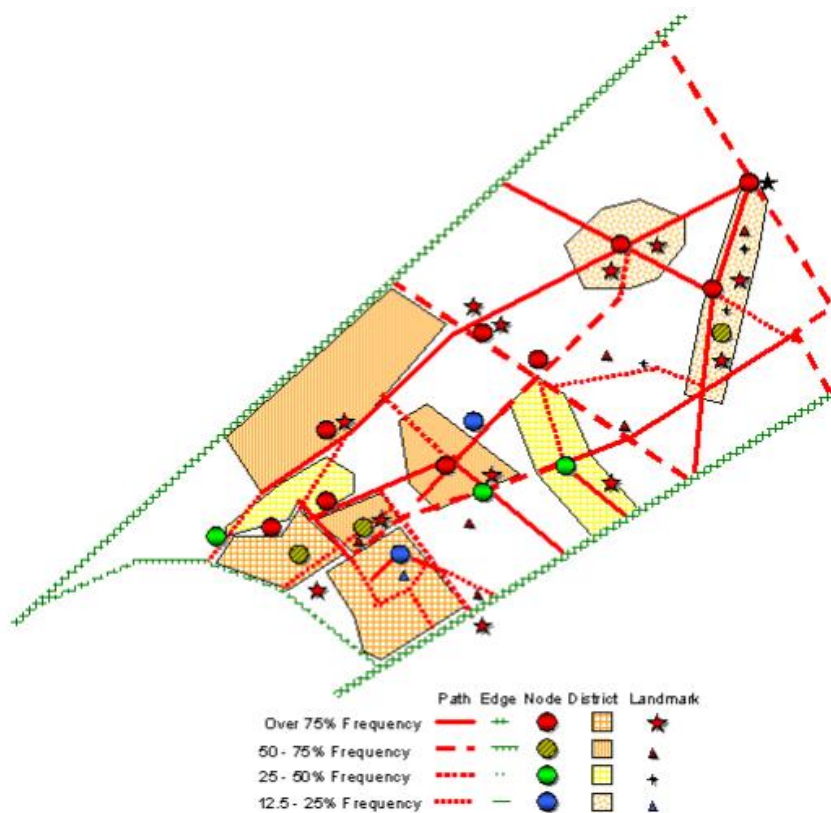 Path Edge Node District Landmark
Over 75% Frequency
50 - 75% Frequency
25 - 50% Frequency
12.5 - 25% Frequency